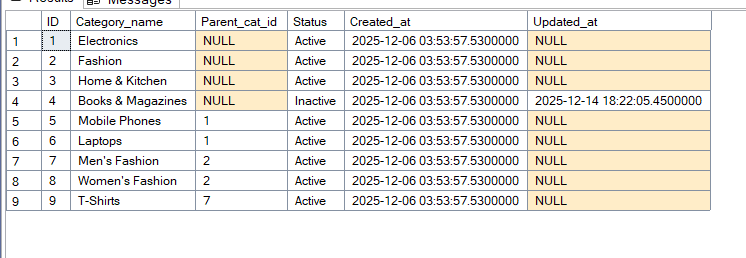 Results Messages
ID Category_name Parent_cat_id Status Created_at Updated_at
1 1 Electronics NULL Active 2025-12-06 03:53:57.5300000 NULL
2 2 Fashion NULL Active 2025-12-06 03:53:57.5300000 NULL
3 3 Home & Kitchen NULL Active 2025-12-06 03:53:57.5300000 NULL
4 4 Books & Magazines NULL Inactive 2025-12-06 03:53:57.5300000 2025-12-14 18:22:05.4500000
5 5 Mobile Phones 1 Active 2025-12-06 03:53:57.5300000 NULL
6 6 Laptops 1 Active 2025-12-06 03:53:57.5300000 NULL
7 7 Men's Fashion 2 Active 2025-12-06 03:53:57.5300000 NULL
8 8 Women's Fashion 2 Active 2025-12-06 03:53:57.5300000 NULL
9 9 T-Shirts 7 Active 2025-12-06 03:53:57.5300000 NULL